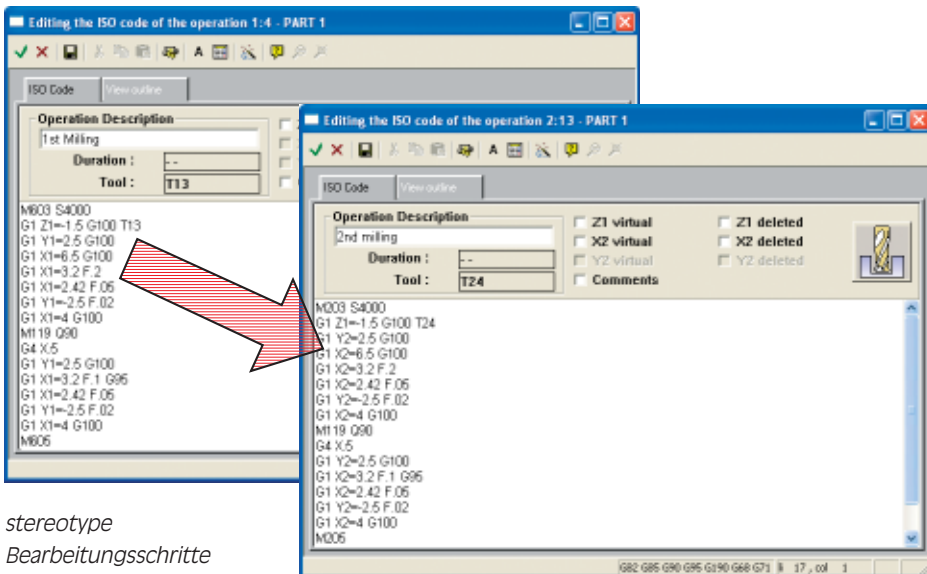 Editing the ISO code of the operation 1:4 - PART 1
ISO Code
View outline
Operation Description
1st Milling
Duration :
--
Tool :
T13
M603 S4000
G1 Z1=-1.5 G100 T13
G1 Y1=2.5 G100
G1 X1=6.5 G100
G1 X1=3.2 F.2
G1 X1=2.42 F.05
G1 Y1=-2.5 F.02
G1 X1=4 G100
M119 Q90
G4 X.5
G1 Y1=2.5 G100
G1 X1=3.2 F.1 G95
G1 X1=2.42 F.05
G1 Y1=-2.5 F.02
G1 X1=4 G100
M605
Editing the ISO code of the operation 2:13 - PART 1
ISO Code
View outline
Operation Description
2nd milling
Duration :
--
Tool :
T24
Z1 virtual
Z1 deleted
X2 virtual
X2 deleted
Y2 virtual
Y2 deleted
Comments
M203 S4000
G1 Z1=-1.5 G100 T24
G1 Y2=2.5 G100
G1 X2=6.5 G100
G1 X2=3.2 F.2
G1 X2=2.42 F.05
G1 Y2=-2.5 F.02
G1 X2=4 G100
M119 Q90
G4 X.5
G1 Y2=2.5 G100
G1 X2=3.2 F.1 G95
G1 X2=2.42 F.05
G1 Y2=-2.5 F.02
G1 X2=4 G100
M205
G82 G85 G90 G95 G190 G68 G71 li 17 , col 1
stereotype
Bearbeitungsschritte